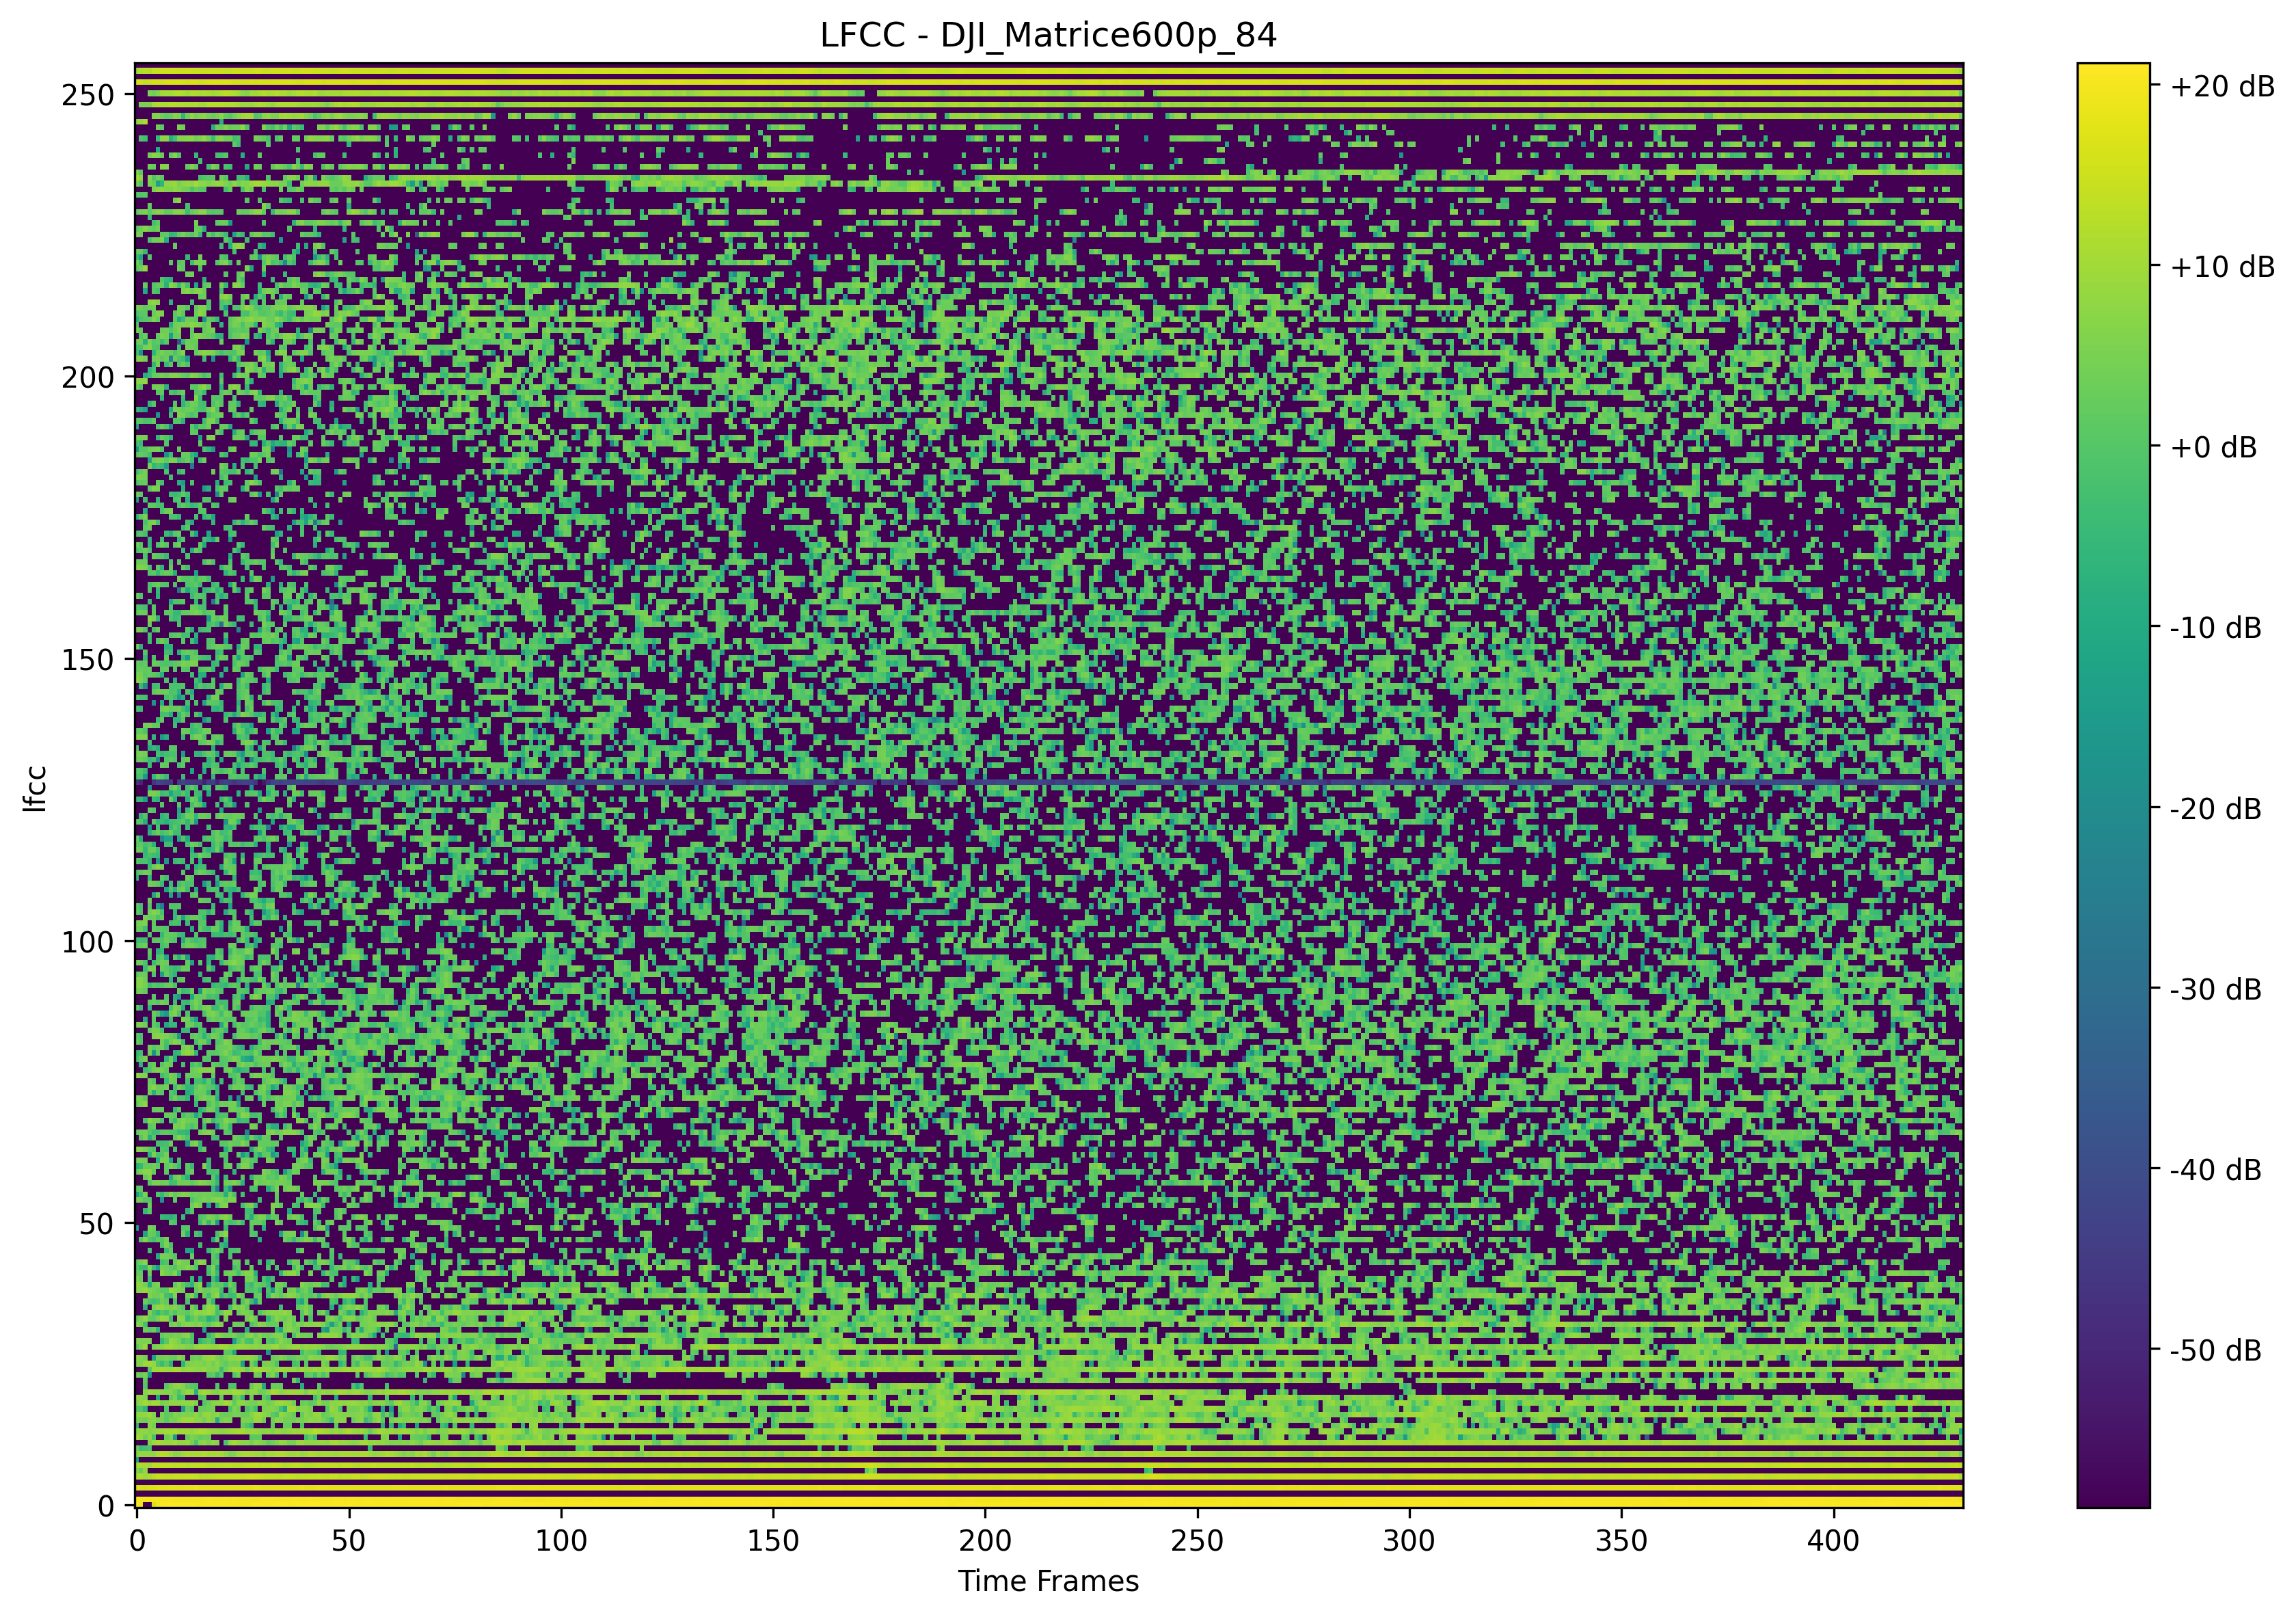 LFCC - DJI_Matrice600p_84
250
200
150
100
50
0
lfcc
0 50 100 150 200 250 300 350 400
Time Frames
+20 dB
+10 dB
+0 dB
-10 dB
-20 dB
-30 dB
-40 dB
-50 dB